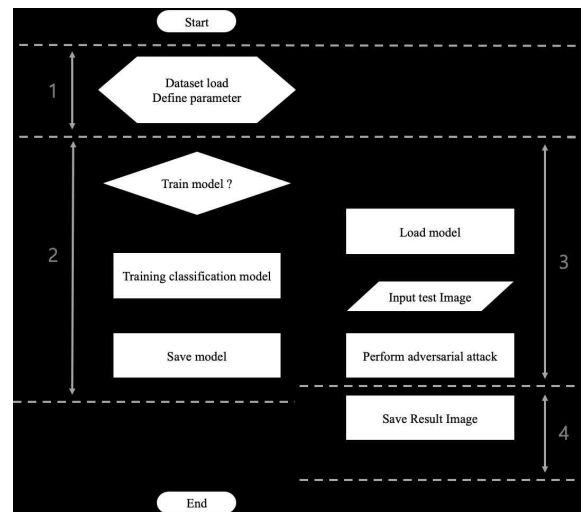 Start
1
Dataset load
Define parameter
2
Train model ?
Training classification model
Save model
Load model
3
Input test Image
Perform adversarial attack
Save Result Image
4
End